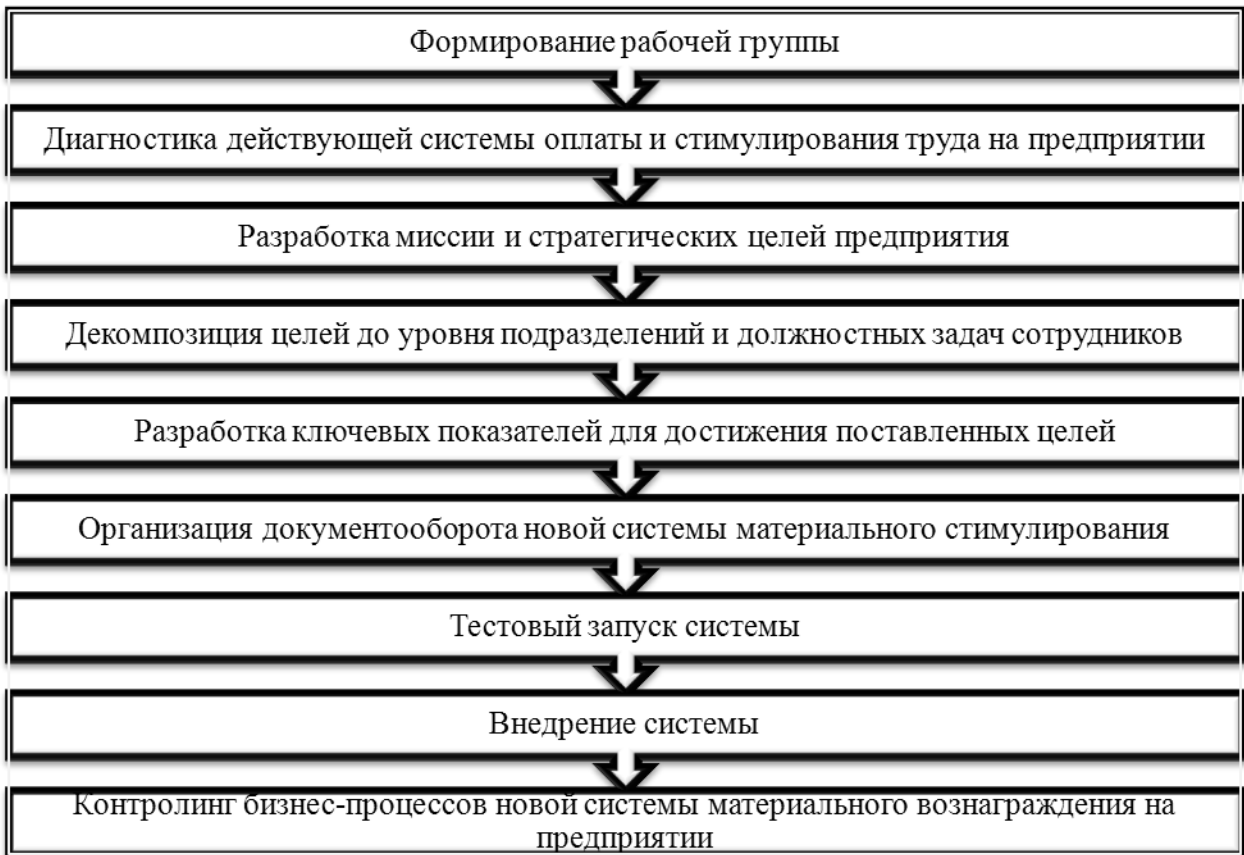 Формирование рабочей группы
Диагностика действующей системы оплаты и стимулирования труда на предприятии
Разработка миссии и стратегических целей предприятия
Декомпозиция целей до уровня подразделений и должностных задач сотрудников
Разработка ключевых показателей для достижения поставленных целей
Организация документооборота новой системы материального стимулирования
Тестовый запуск системы
Внедрение системы
Контролинг бизнес-процессов новой системы материального вознаграждения на
предприятии